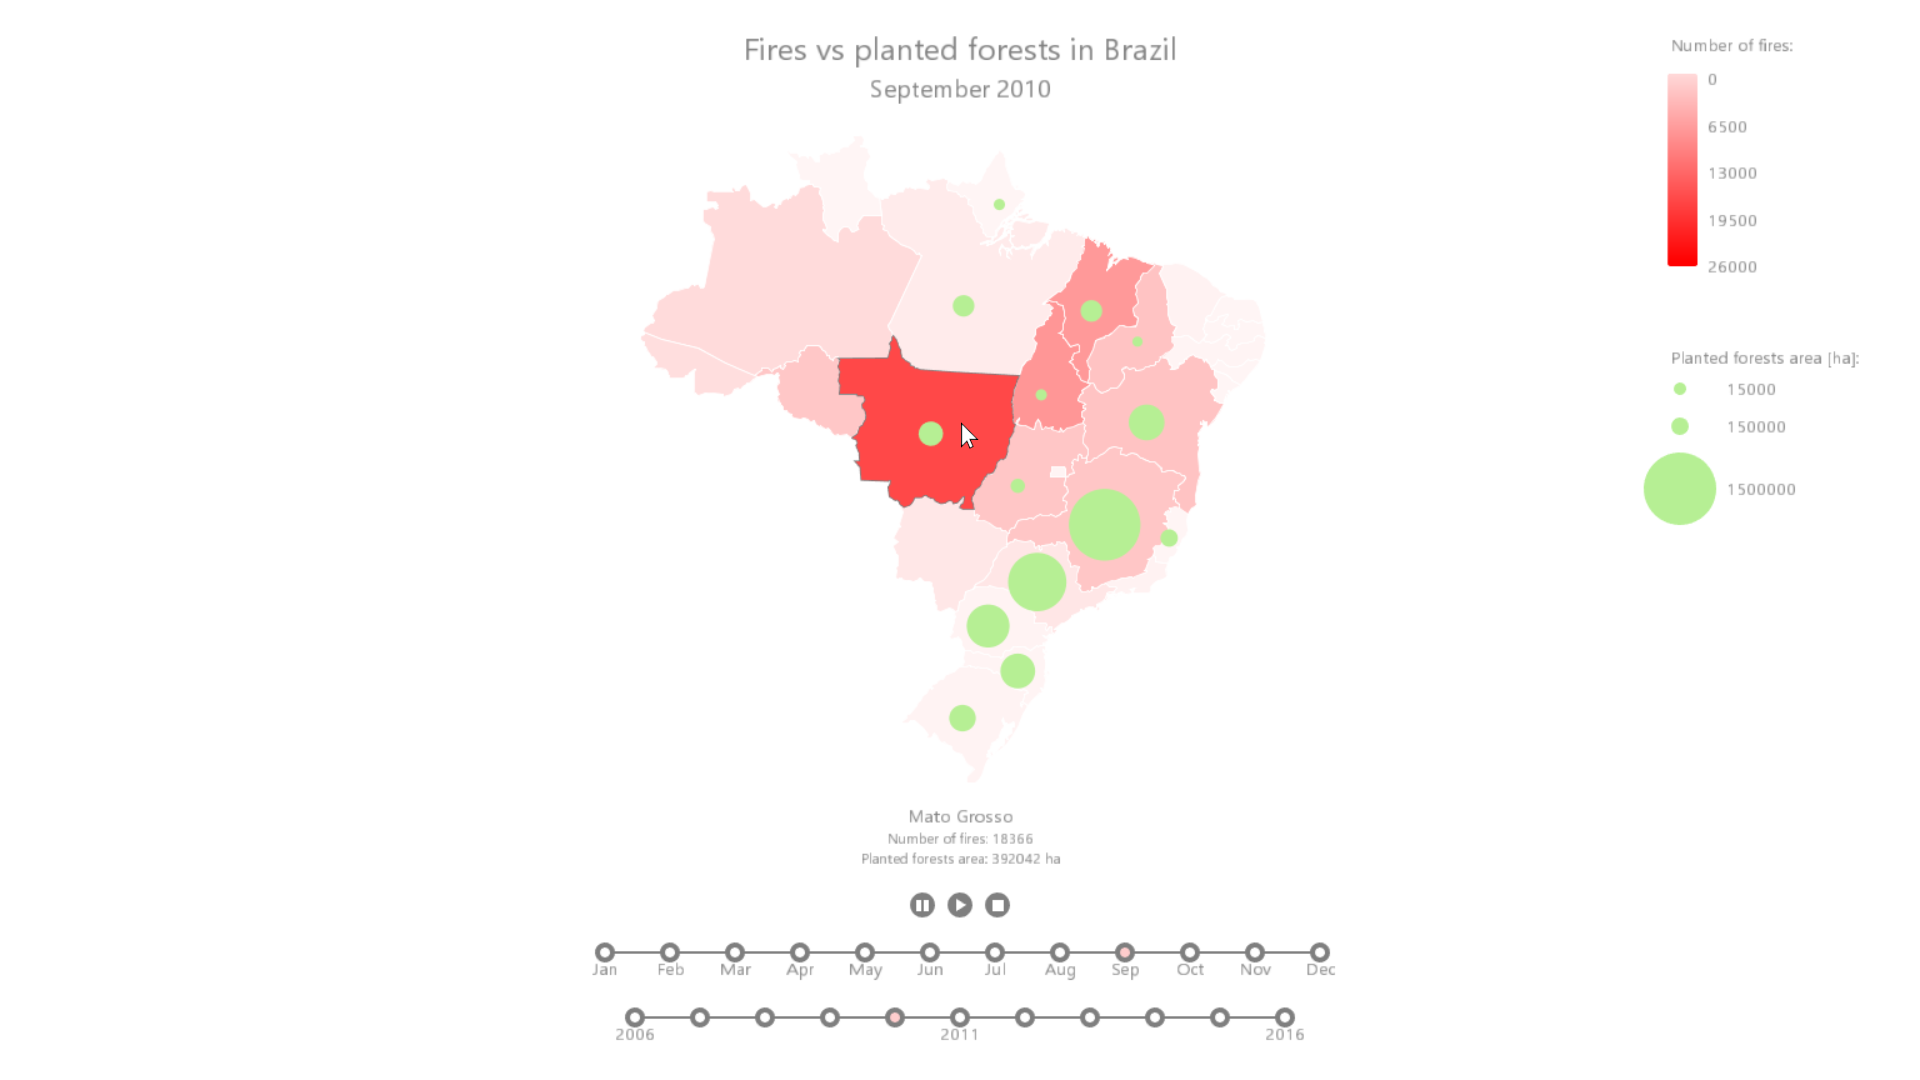 Fires vs planted forests in Brazil
September 2010
Number of fires:
0
6500
13000
19500
26000
Planted forests area [ha]:
15000
150000
1500000
Mato Grosso
Number of fires: 18366
Planted forests area: 392042 ha
Jan Feb Mar Apr May Jun Jul Aug Sep Oct Nov Dec
2006 2011 2016